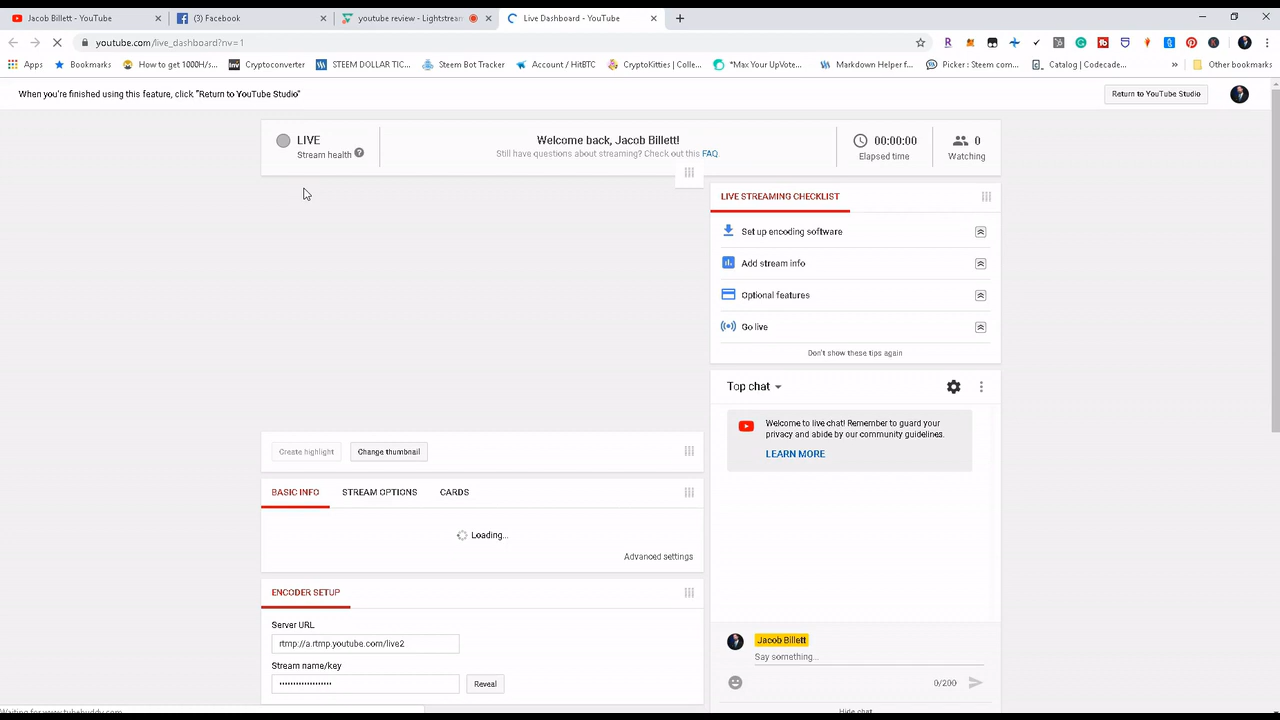 Jacob Billett - YouTube
(3) Facebook
youtube review - Lightstream
Live Dashboard - YouTube
youtube.com/live_dashboard?nv=1
Apps
Bookmarks
How to get 1000H/s...
Cryptoconverter
STEEM DOLLAR TIC...
Steem Bot Tracker
Account / HitBTC
CryptoKitties | Colle...
*Max Your UpVote...
Markdown Helper f...
Picker : Steem com...
Catalog | Codecade...
Other bookmarks
When you're finished using this feature, click "Return to YouTube Studio"
Return to YouTube Studio
LIVE
Stream health
Welcome back, Jacob Billett!
Still have questions about streaming? Check out this FAQ
00:00:00
Elapsed time
0
Watching
LIVE STREAMING CHECKLIST
Set up encoding software
Add stream info
Optional features
Go live
Don't show these tips again
Top chat
Welcome to live chat! Remember to guard your
privacy and abide by our community guidelines.
LEARN MORE
Create highlight
Change thumbnail
BASIC INFO
STREAM OPTIONS
CARDS
Loading...
Advanced settings
ENCODER SETUP
Server URL
rtmp://a.rtmp.youtube.com/live2
Stream name/key
Reveal
Jacob Billett
Say something...
0/200
Hide chat
Waiting for www.tubebuddy.com